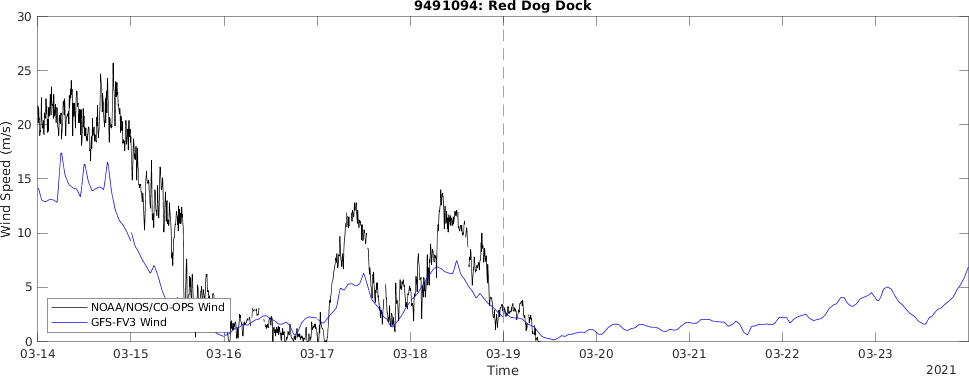 9491094: Red Dog Dock
Wind Speed (m/s)
30
25
20
15
10
5
0
NOAA/NOS/CO-OPS Wind
GFS-FV3 Wind
03-14 03-15 03-16 03-17 03-18 03-19 03-20 03-21 03-22 03-23
Time
2021